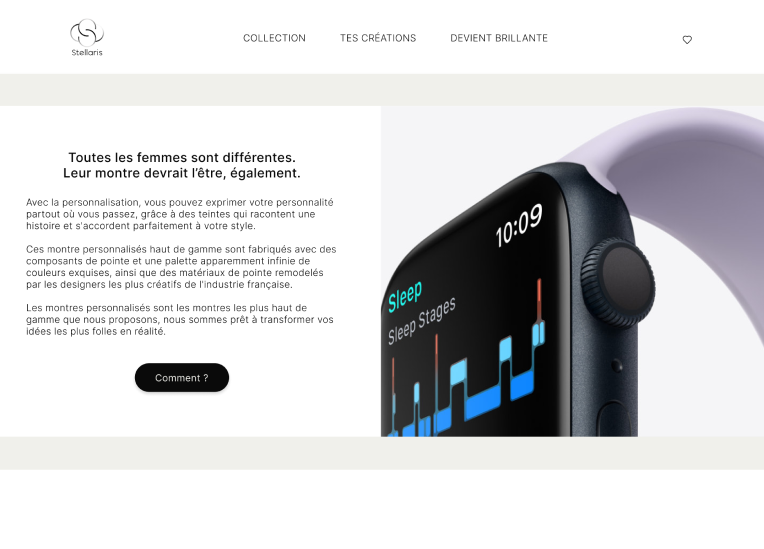 Stellaris
COLLECTION
TES CRÉATIONS
DEVIENT BRILLANTE
Toutes les femmes sont différentes.
Leur montre devrait l'être, également.
Avec la personnalisation, vous pouvez exprimer votre personnalité
partout où vous passez, grâce à des teintes qui racontent une
histoire et s'accordent parfaitement à votre style.
Ces montre personnalisés haut de gamme sont fabriqués avec des
composants de pointe et une palette apparemment infinie de
couleurs exquises, ainsi que des matériaux de pointe remodelés
par les designers les plus créatifs de l'industrie française.
Les montres personnalisés sont les montres les plus haut de
gamme que nous proposons, nous sommes prêt à transformer vos
idées les plus folles en réalité.
Comment ?
10:09
Sleep
Sleep Stages